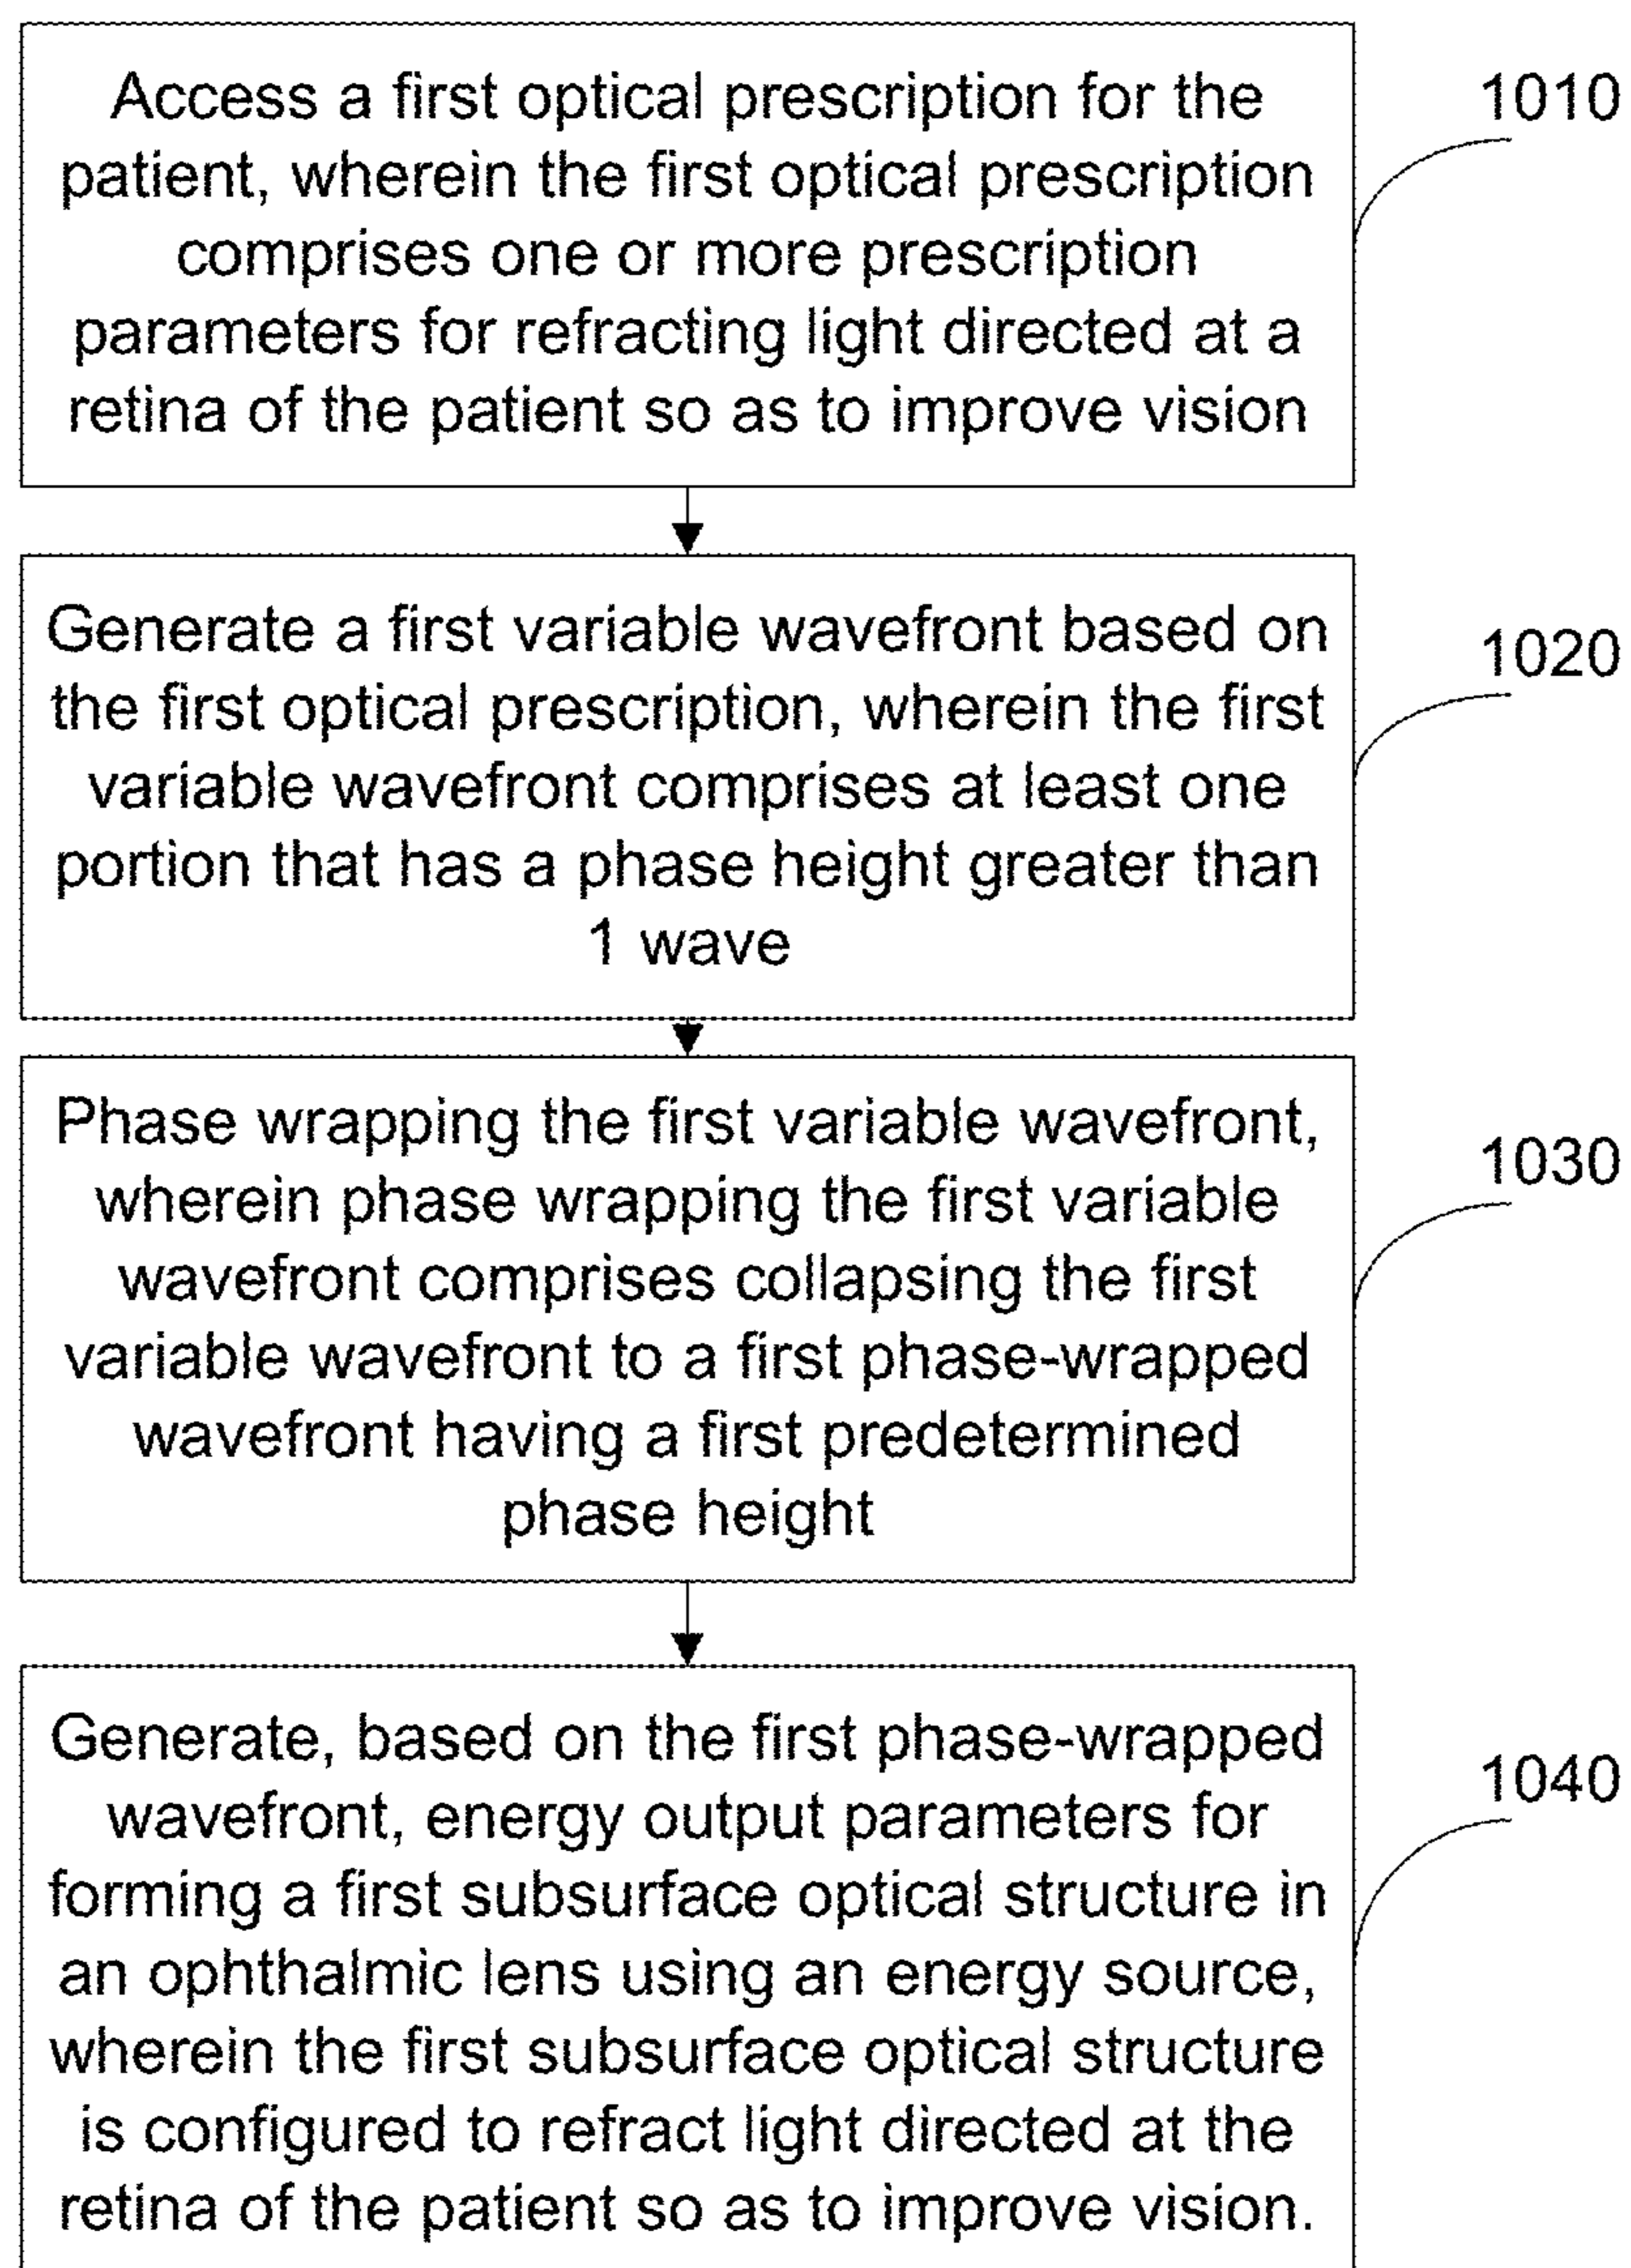 Access a first optical prescription for the
patient, wherein the first optical prescription
comprises one or more prescription
parameters for refracting light directed at a
retina of the patient so as to improve vision
1010
Generate a first variable wavefront based on
the first optical prescription, wherein the first
variable wavefront comprises at least one
portion that has a phase height greater than
1 wave
1020
Phase wrapping the first variable wavefront,
wherein phase wrapping the first variable
wavefront comprises collapsing the first
variable wavefront to a first phase-wrapped
wavefront having a first predetermined
phase height
1030
Generate, based on the first phase-wrapped
wavefront, energy output parameters for
forming a first subsurface optical structure in
an ophthalmic lens using an energy source,
wherein the first subsurface optical structure
is configured to refract light directed at the
retina of the patient so as to improve vision.
1040